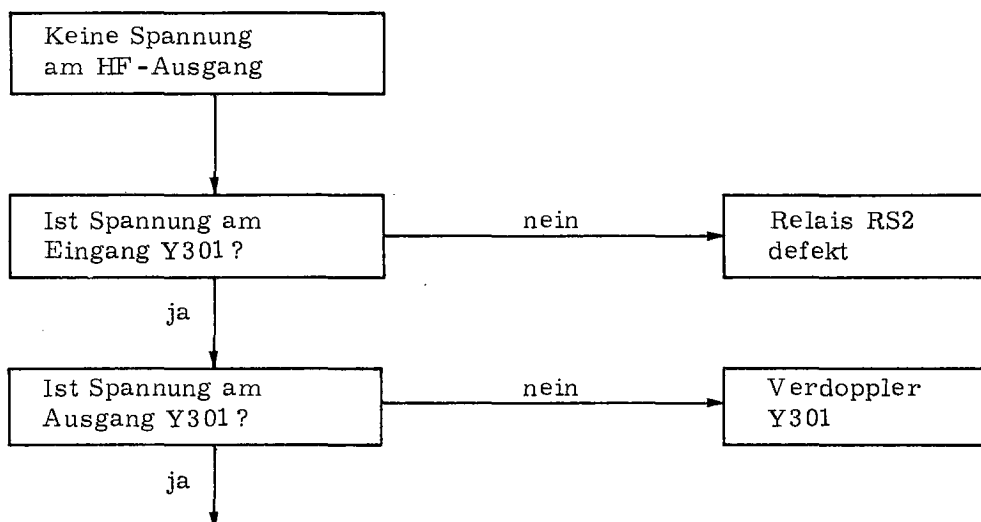 Keine Spannung
am HF-Ausgang
Ist Spannung am
Eingang Y301?
nein
Relais RS2
defekt
ja
Ist Spannung am
Ausgang Y301?
nein
Verdoppler
Y301
ja